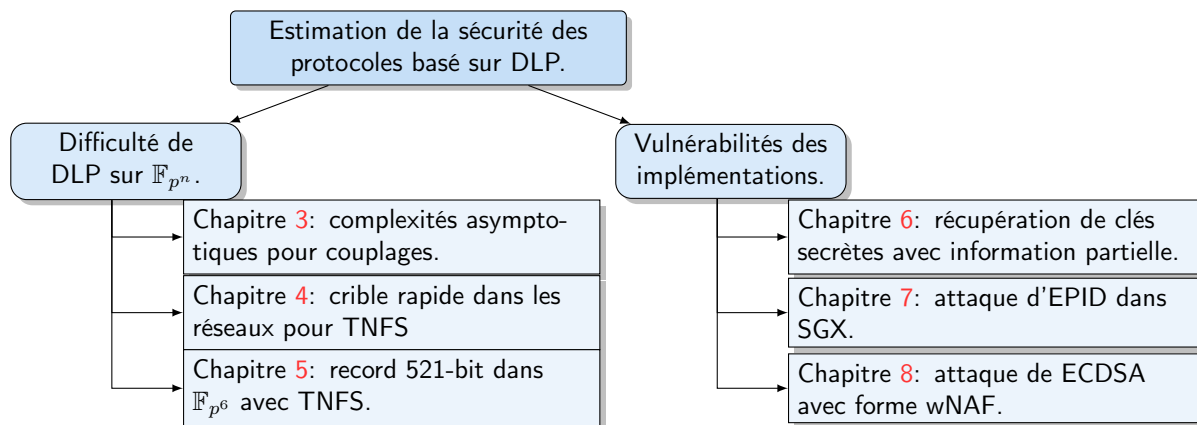 Estimation de la sécurité des
protocoles basé sur DLP.
Difficulté de
DLP sur 𝔽_{p^n}.
Chapitre 3: complexités asympto-
tiques pour couplages.
Chapitre 4: crible rapide dans les
réseaux pour TNFS
Chapitre 5: record 521-bit dans
𝔽_{p^6} avec TNFS.
Vulnérabilités des
implémentations.
Chapitre 6: récupération de clés
secrètes avec information partielle.
Chapitre 7: attaque d'EPID dans
SGX.
Chapitre 8: attaque de ECDSA
avec forme wNAF.